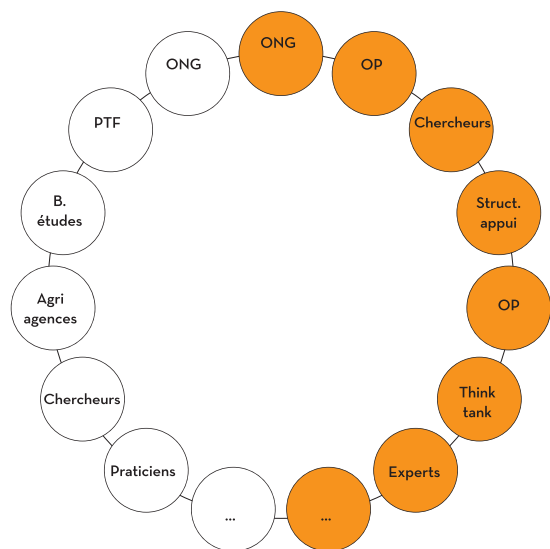 ONG
ONG
OP
PTF
Chercheurs
B.
études
Struct.
appui
Agri
agences
OP
Chercheurs
Think
tank
Praticiens
Experts
...
...